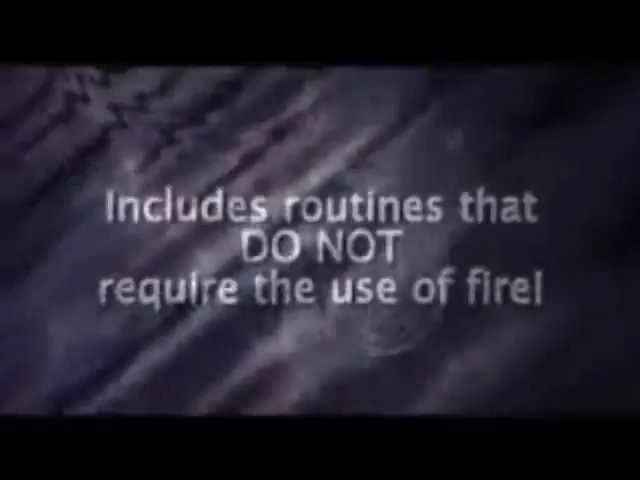 Includes routines that
DO NOT
require the use of fire!